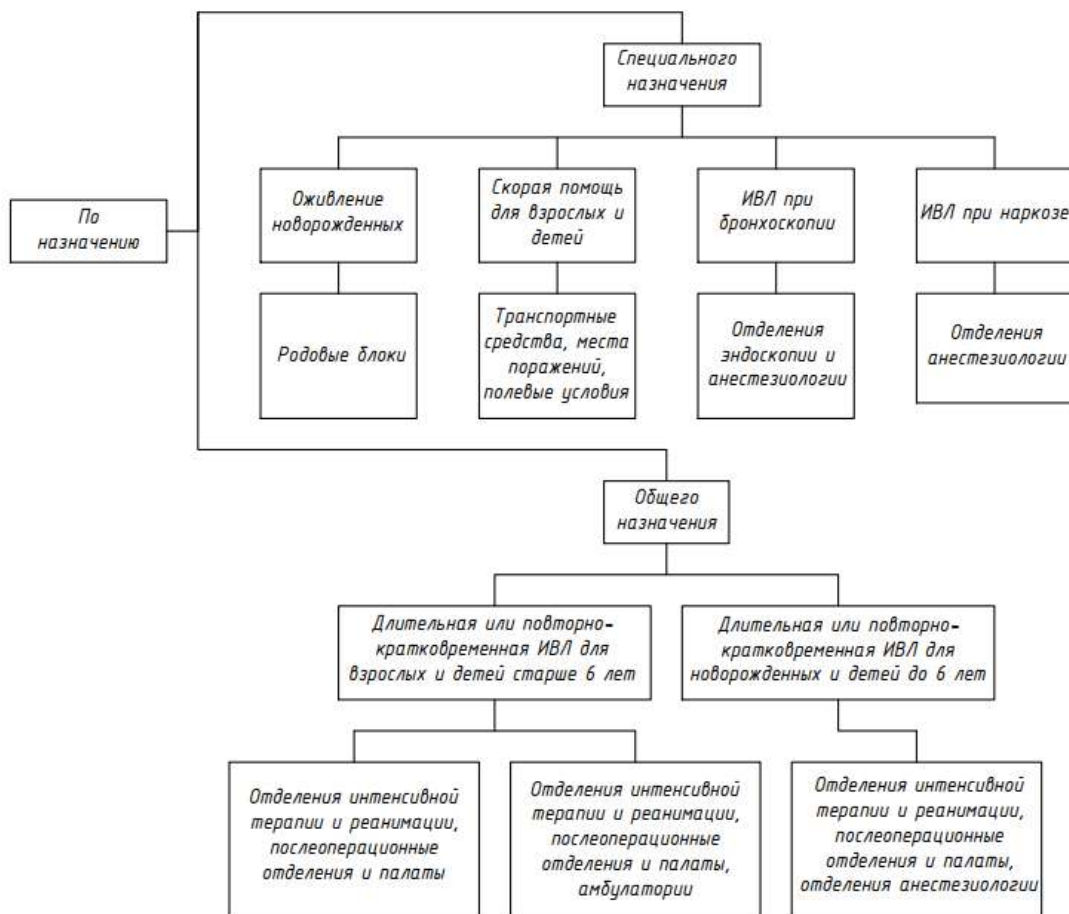 Специального
назначения
По
назначению
Оживление
новорожденных
Скорая помощь
для взрослых и
детей
ИВЛ при
бронхоскопии
ИВЛ при наркозе
Родовые блоки
Транспортные
средства, места
поражений,
полевые условия
Отделения
эндоскопии и
анестезиологии
Отделения
анестезиологии
Общего
назначения
Длительная или повторно-
кратковременная ИВЛ для
взрослых и детей старше 6 лет
Длительная или повторно-
кратковременная ИВЛ для
новорожденных и детей до 6 лет
Отделения интенсивной
терапии и реанимации,
послеоперационные
отделения и палаты
Отделения интенсивной
терапии и реанимации,
послеоперационные
отделения и палаты,
амбулатории
Отделения интенсивной
терапии и реанимации,
послеоперационные
отделения и палаты,
отделения анестезиологии